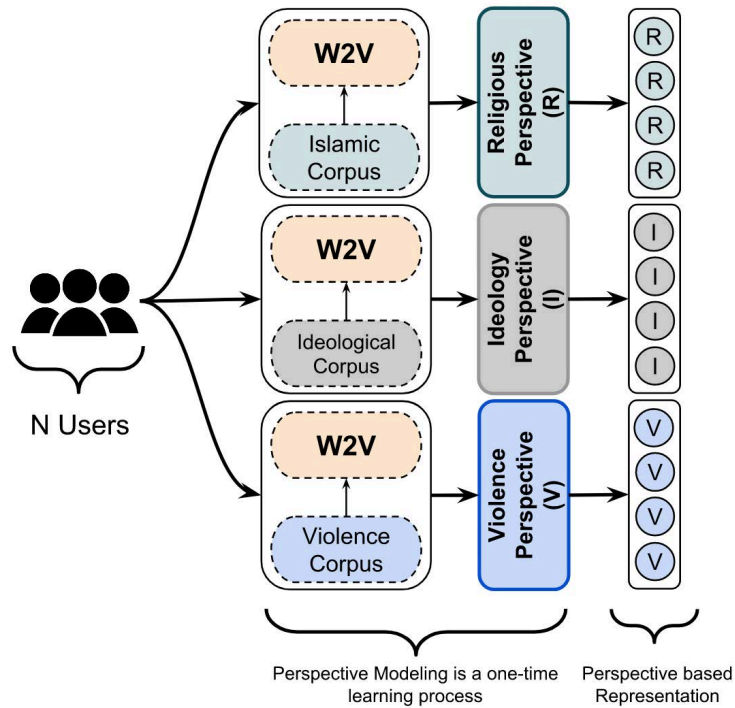 W2V
Islamic
Corpus
Religious
Perspective
(R)
R
R
R
R
W2V
Ideological
Corpus
Ideology
Perspective
(I)
I
I
I
I
W2V
Violence
Corpus
Violence
Perspective
(V)
V
V
V
V
N Users
Perspective Modeling is a one-time
learning process
Perspective based
Representation